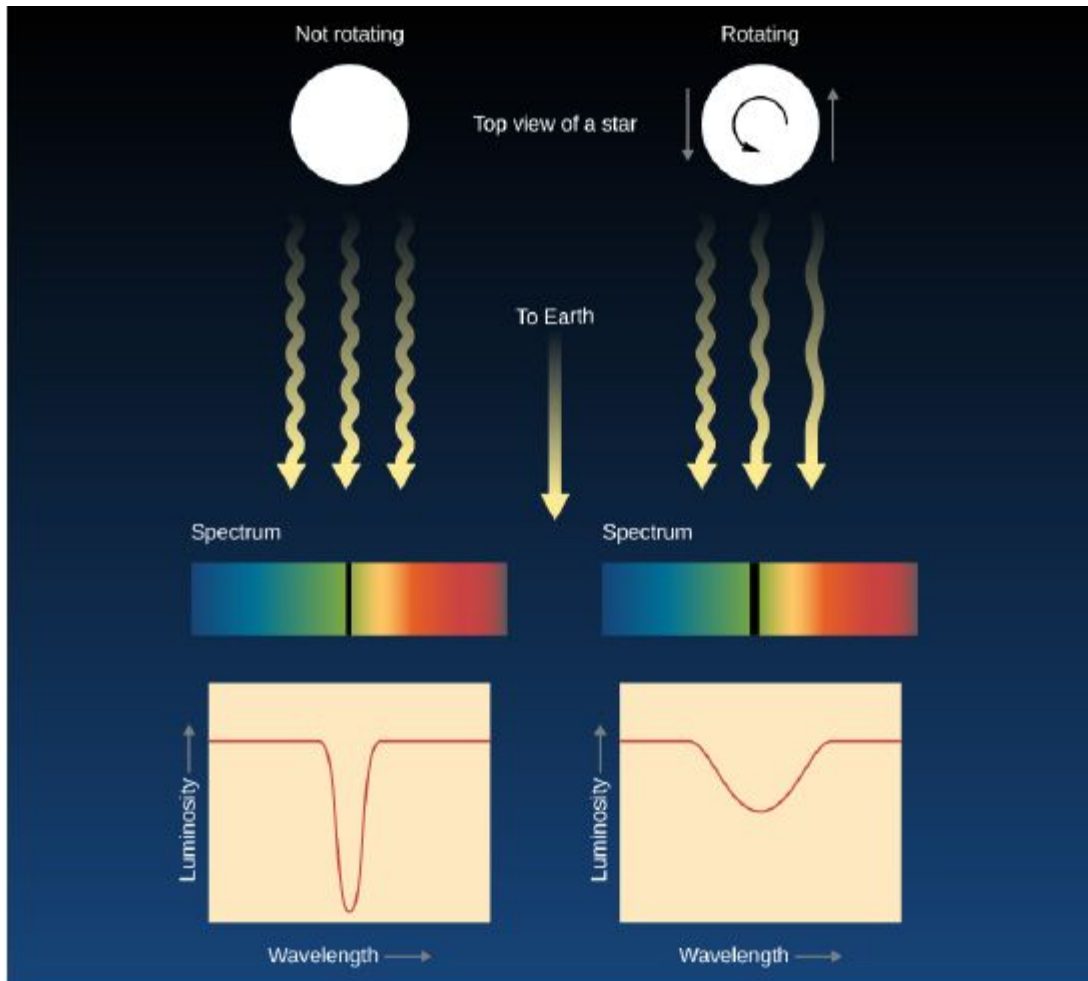 Not rotating
Rotating
Top view of a star
To Earth
Spectrum
Spectrum
Luminosity
Luminosity
Wavelength
Wavelength